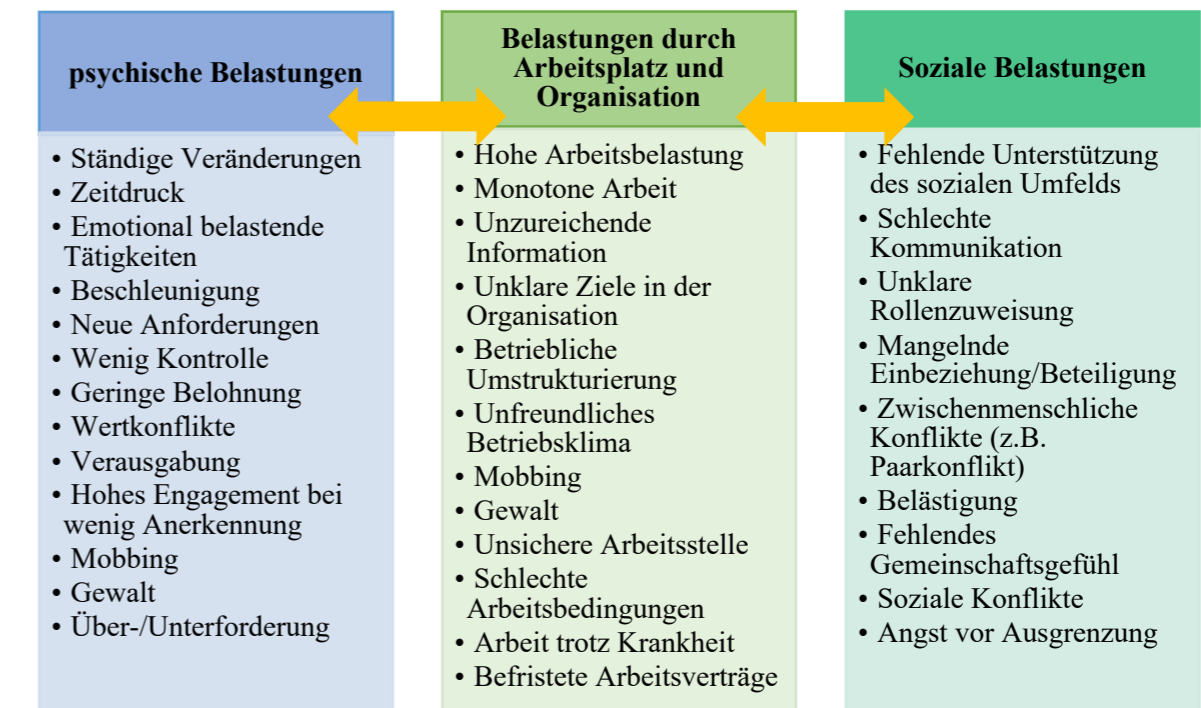 psychische Belastungen
• Ständige Veränderungen
• Zeitdruck
• Emotional belastende
Tätigkeiten
• Beschleunigung
• Neue Anforderungen
• Wenig Kontrolle
• Geringe Belohnung
• Wertkonflikte
• Verausgabung
• Hohes Engagement bei
wenig Anerkennung
• Mobbing
• Gewalt
• Über-/Unterforderung
Belastungen durch
Arbeitsplatz und
Organisation
• Hohe Arbeitsbelastung
• Monotone Arbeit
• Unzureichende
Information
• Unklare Ziele in der
Organisation
• Betriebliche
Umstrukturierung
• Unfreundliches
Betriebsklima
• Mobbing
• Gewalt
• Unsichere Arbeitsstelle
• Schlechte
Arbeitsbedingungen
• Arbeit trotz Krankheit
• Befristete Arbeitsverträge
Soziale Belastungen
• Fehlende Unterstützung
des sozialen Umfelds
• Schlechte
Kommunikation
• Unklare
Rollenzuweisung
• Mangelnde
Einbeziehung/Beteiligung
• Zwischenmenschliche
Konflikte (z.B.
Paarkonflikt)
• Belästigung
• Fehlendes
Gemeinschaftsgefühl
• Soziale Konflikte
• Angst vor Ausgrenzung